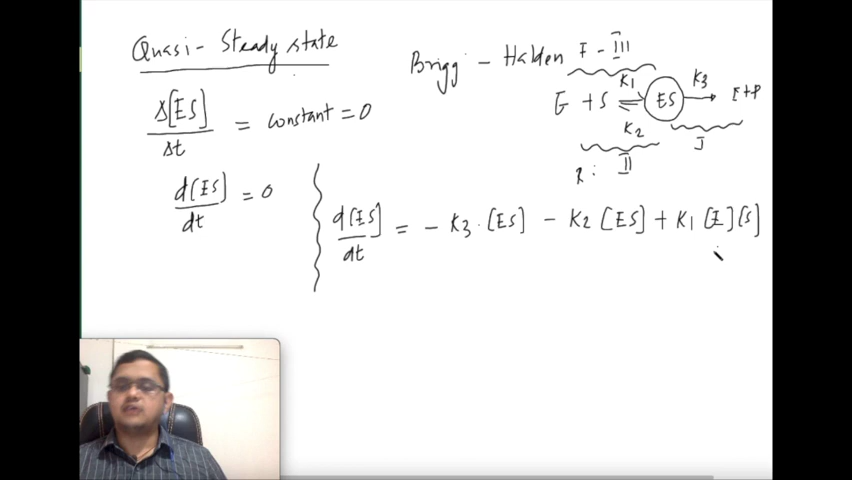 Quasi - Steady state
Brigg - Halden I - III
E + S ⇌ ES → E+P
K1
K3
K2
I
R : II
Δ[ES] / Δt = constant = 0
d[ES] / dt = 0
d[ES] / dt = - K3 . [ES] - K2 [ES] + K1 [E][S]